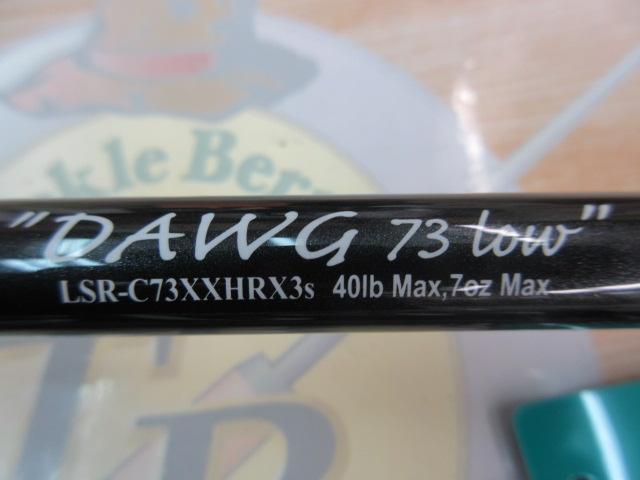 "DAWG 73 low"
LSR-C73XXHRX3s 40lb Max,7oz Max